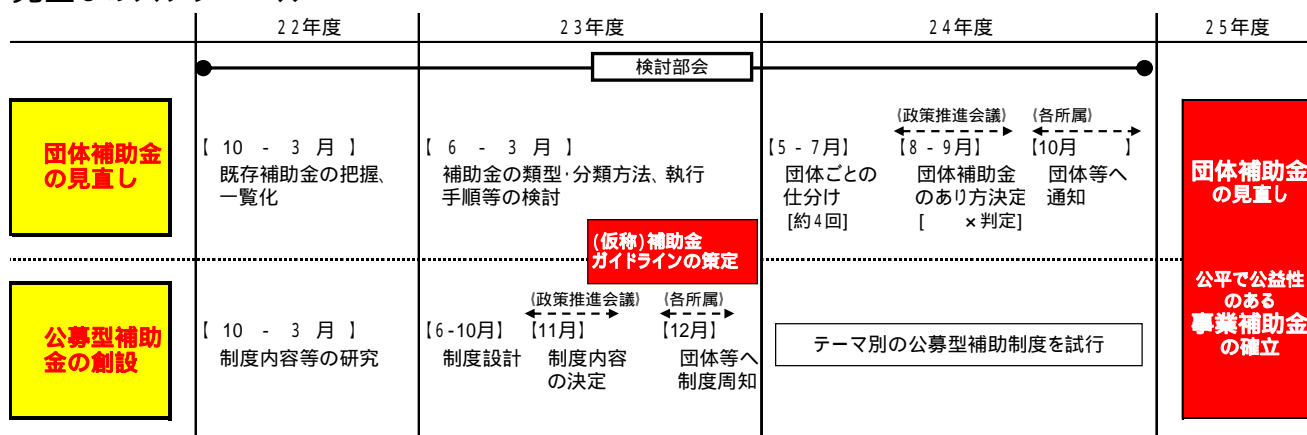 22年度
23年度
24年度
25年度
検討部会
団体補助金
の見直し
【 10 - 3 月 】
既存補助金の把握、
一覧化
【 6 - 3 月 】
補助金の類型・分類方法、執行
手順等の検討
【5-7月】
団体ごとの
仕分け
[約4回]
(政策推進会議)
【8-9月】
団体補助金
のあり方決定
[ ×判定]
(各所属)
【10月 】
団体等へ
通知
団体補助金
の見直し
(仮称)補助金
ガイドラインの策定
公募型補助
金の創設
【 10 - 3 月 】
制度内容等の研究
【6-10月】
制度設計
(政策推進会議)
【11月】
制度内容
の決定
(各所属)
【12月】
団体等へ
制度周知
テーマ別の公募型補助制度を試行
公平で公益性
のある
事業補助金
の確立